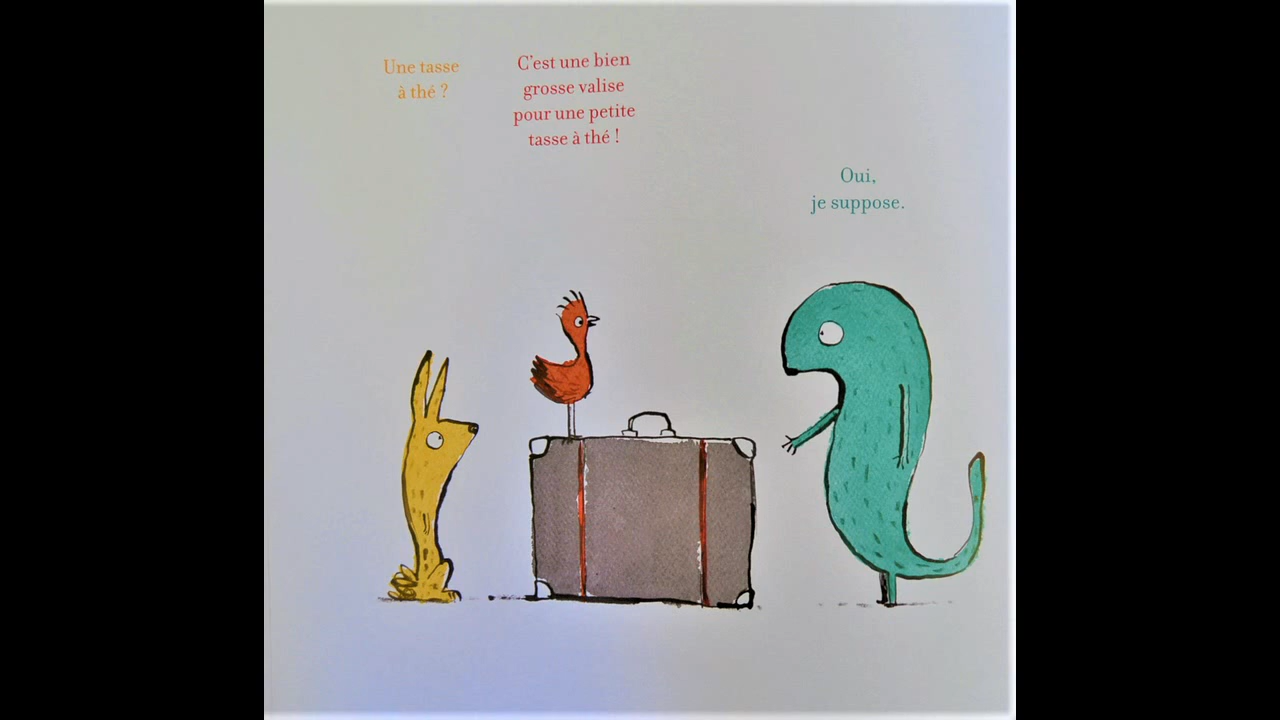 Une tasse
à thé ?
C'est une bien
grosse valise
pour une petite
tasse à thé !
Oui,
je suppose.